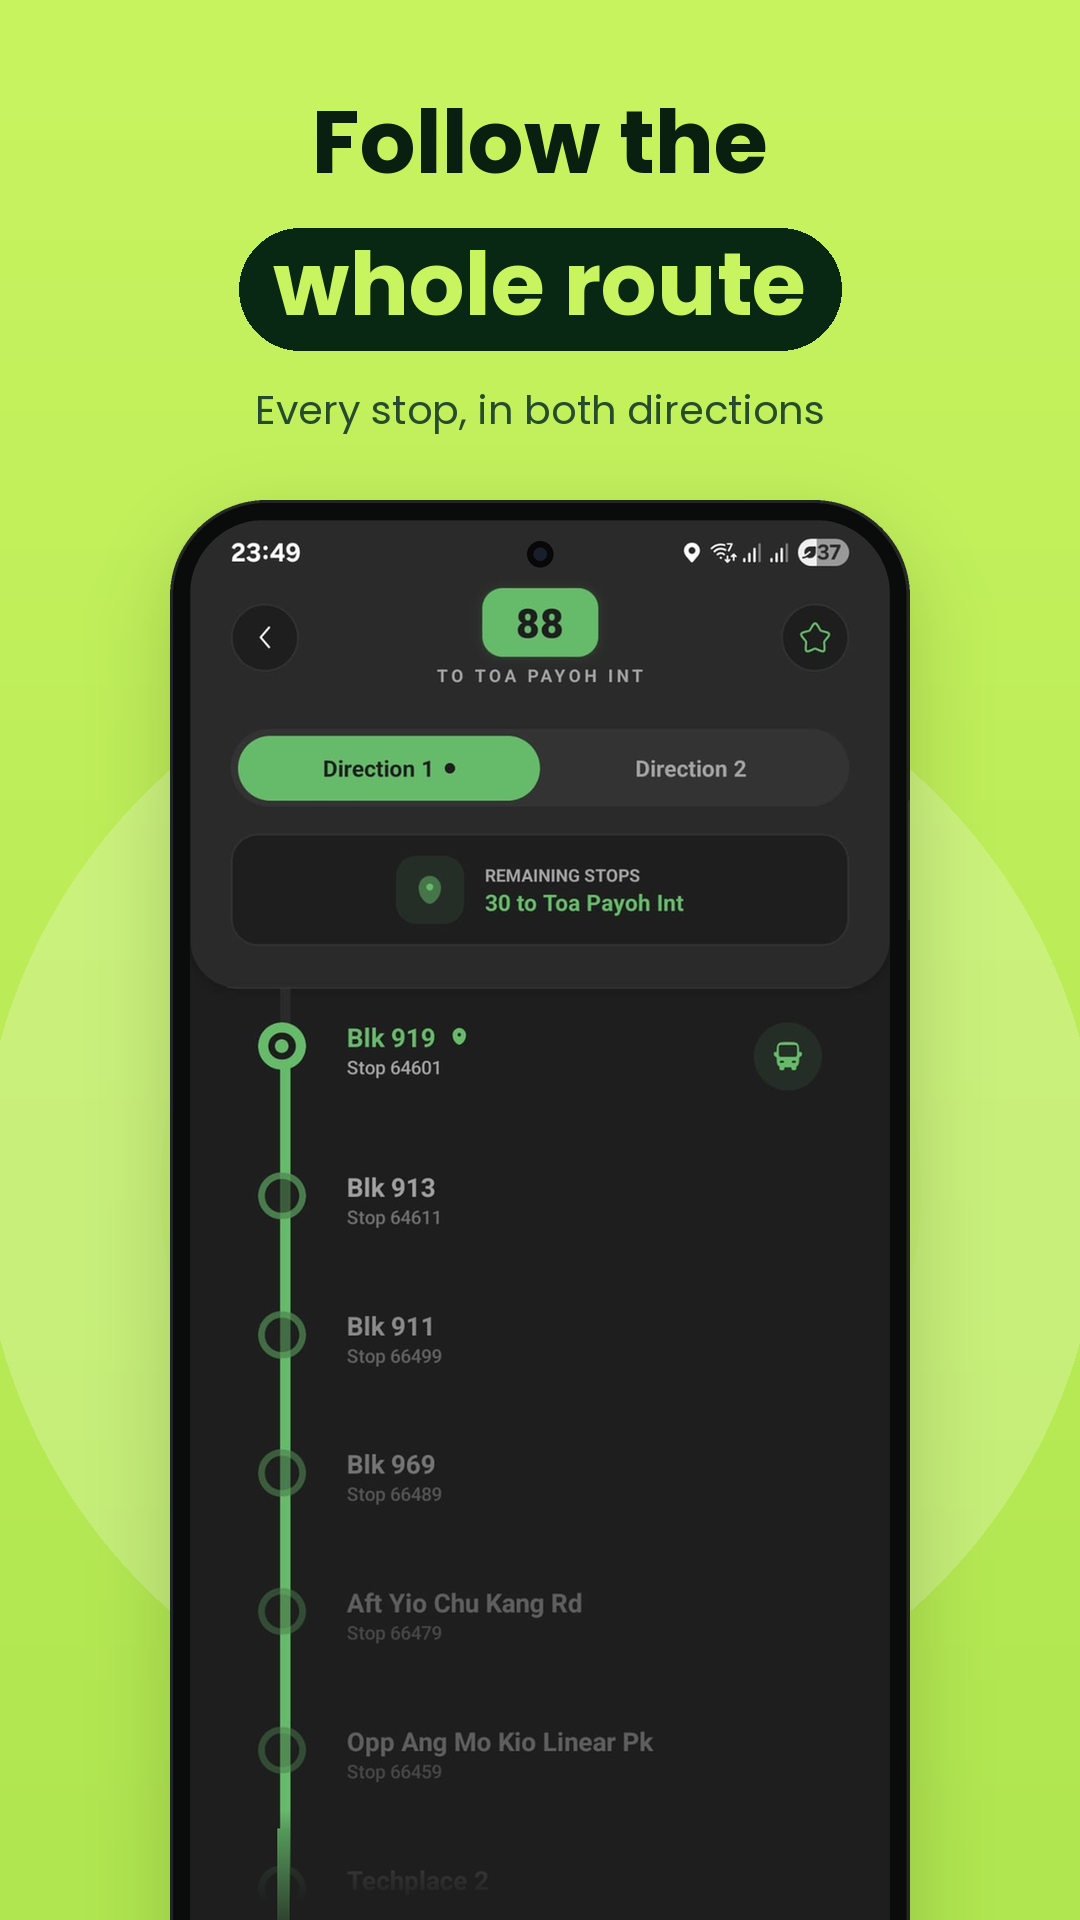 Follow the
whole route
Every stop, in both directions
23:49
37
88
TO TOA PAYOH INT
Direction 1
Direction 2
REMAINING STOPS
30 to Toa Payoh Int
Blk 919
Stop 64601
Blk 913
Stop 64611
Blk 911
Stop 66499
Blk 969
Stop 66489
Aft Yio Chu Kang Rd
Stop 66479
Opp Ang Mo Kio Linear Pk
Stop 66459
Techplace 2